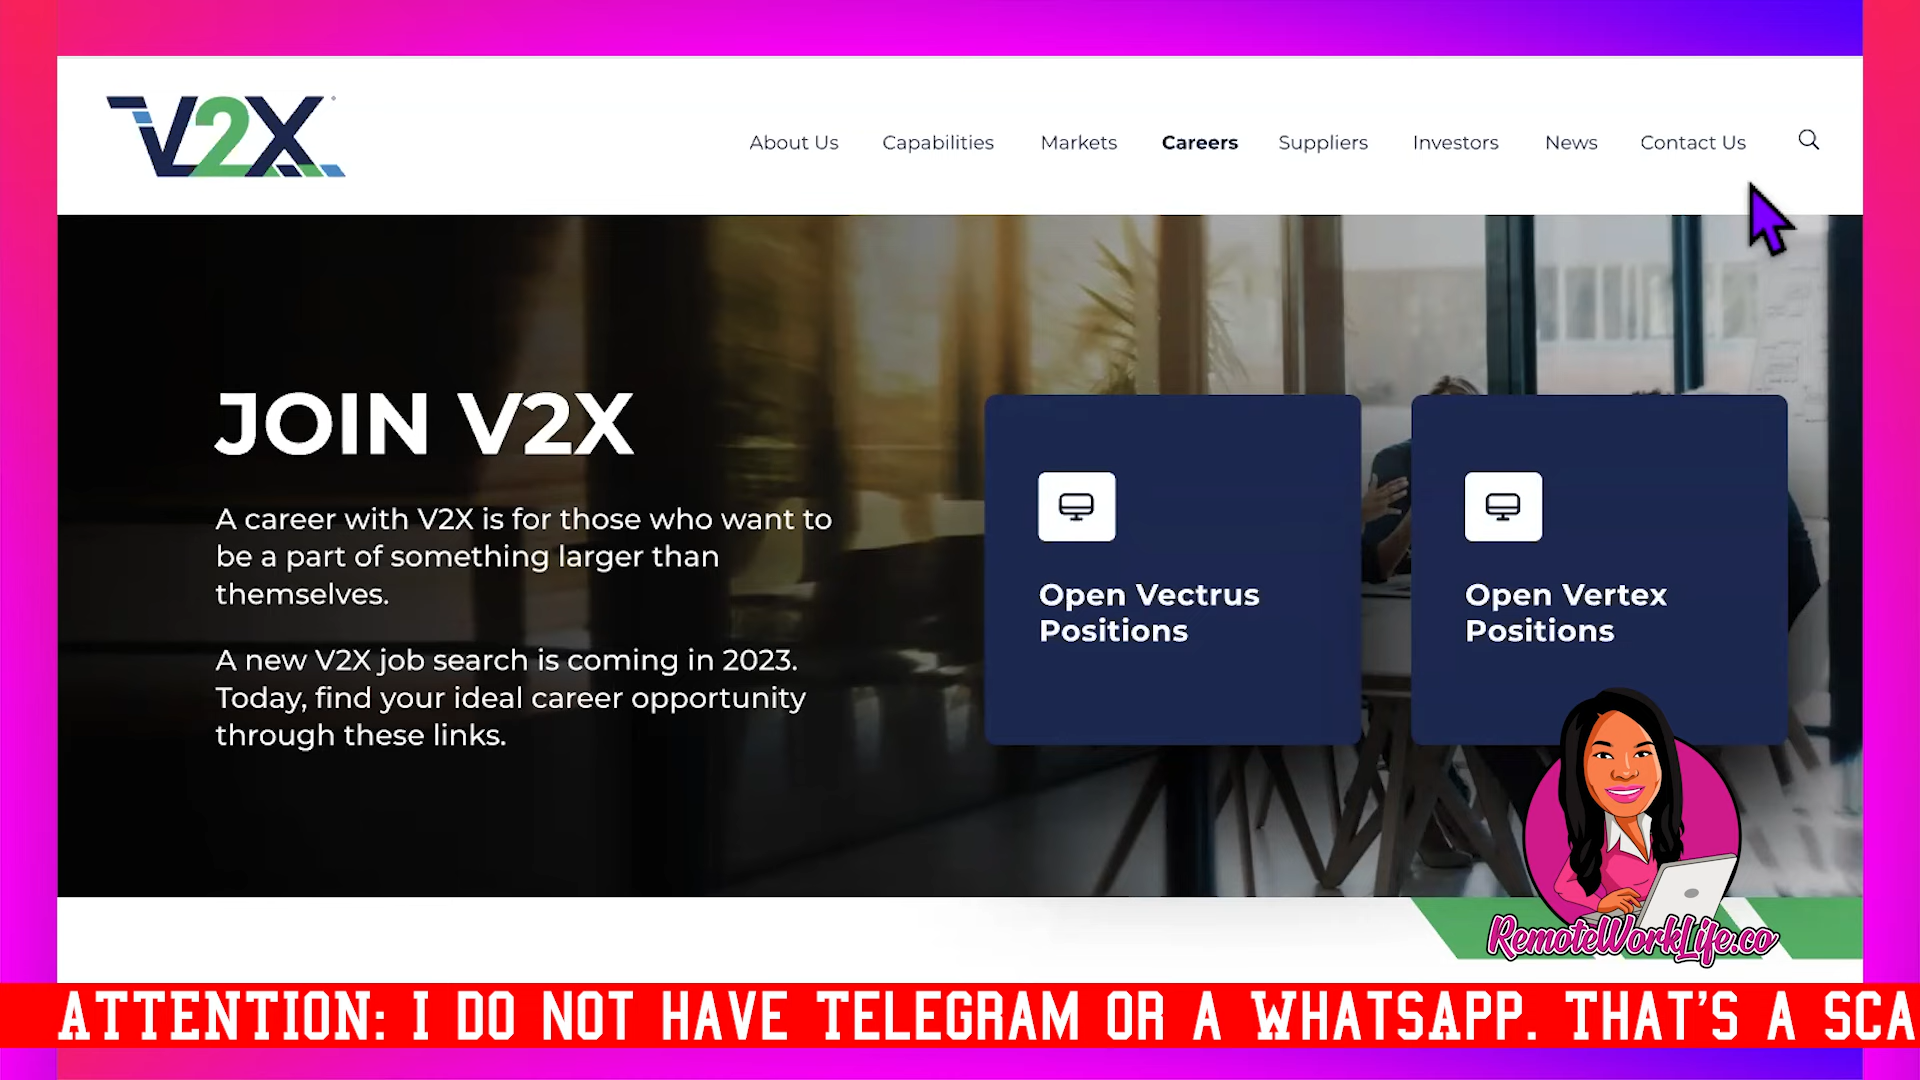 V2X
About Us Capabilities Markets Careers Suppliers Investors News Contact Us
JOIN V2X
A career with V2X is for those who want to
be a part of something larger than
themselves.
A new V2X job search is coming in 2023.
Today, find your ideal career opportunity
through these links.
Open Vectrus
Positions
Open Vertex
Positions
RemoteWorkLife.co
ATTENTION: I DO NOT HAVE TELEGRAM OR A WHATSAPP. THAT'S A SCA